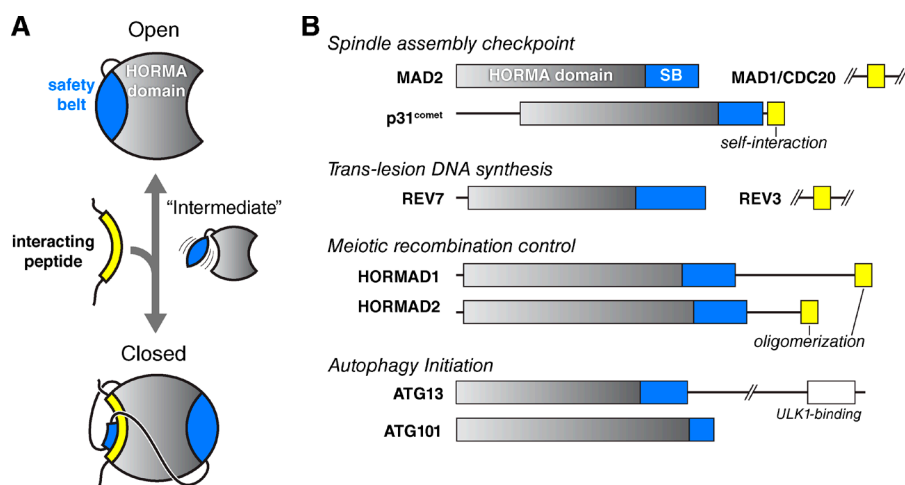 A
Open
HORMA
domain
safety
belt
"Intermediate"
interacting
peptide
Closed
B
Spindle assembly checkpoint
MAD2 HORMA domain SB MAD1/CDC20
p31comet
self-interaction
Trans-lesion DNA synthesis
REV7 REV3
Meiotic recombination control
HORMAD1
HORMAD2
oligomerization
Autophagy Initiation
ATG13
ULK1-binding
ATG101